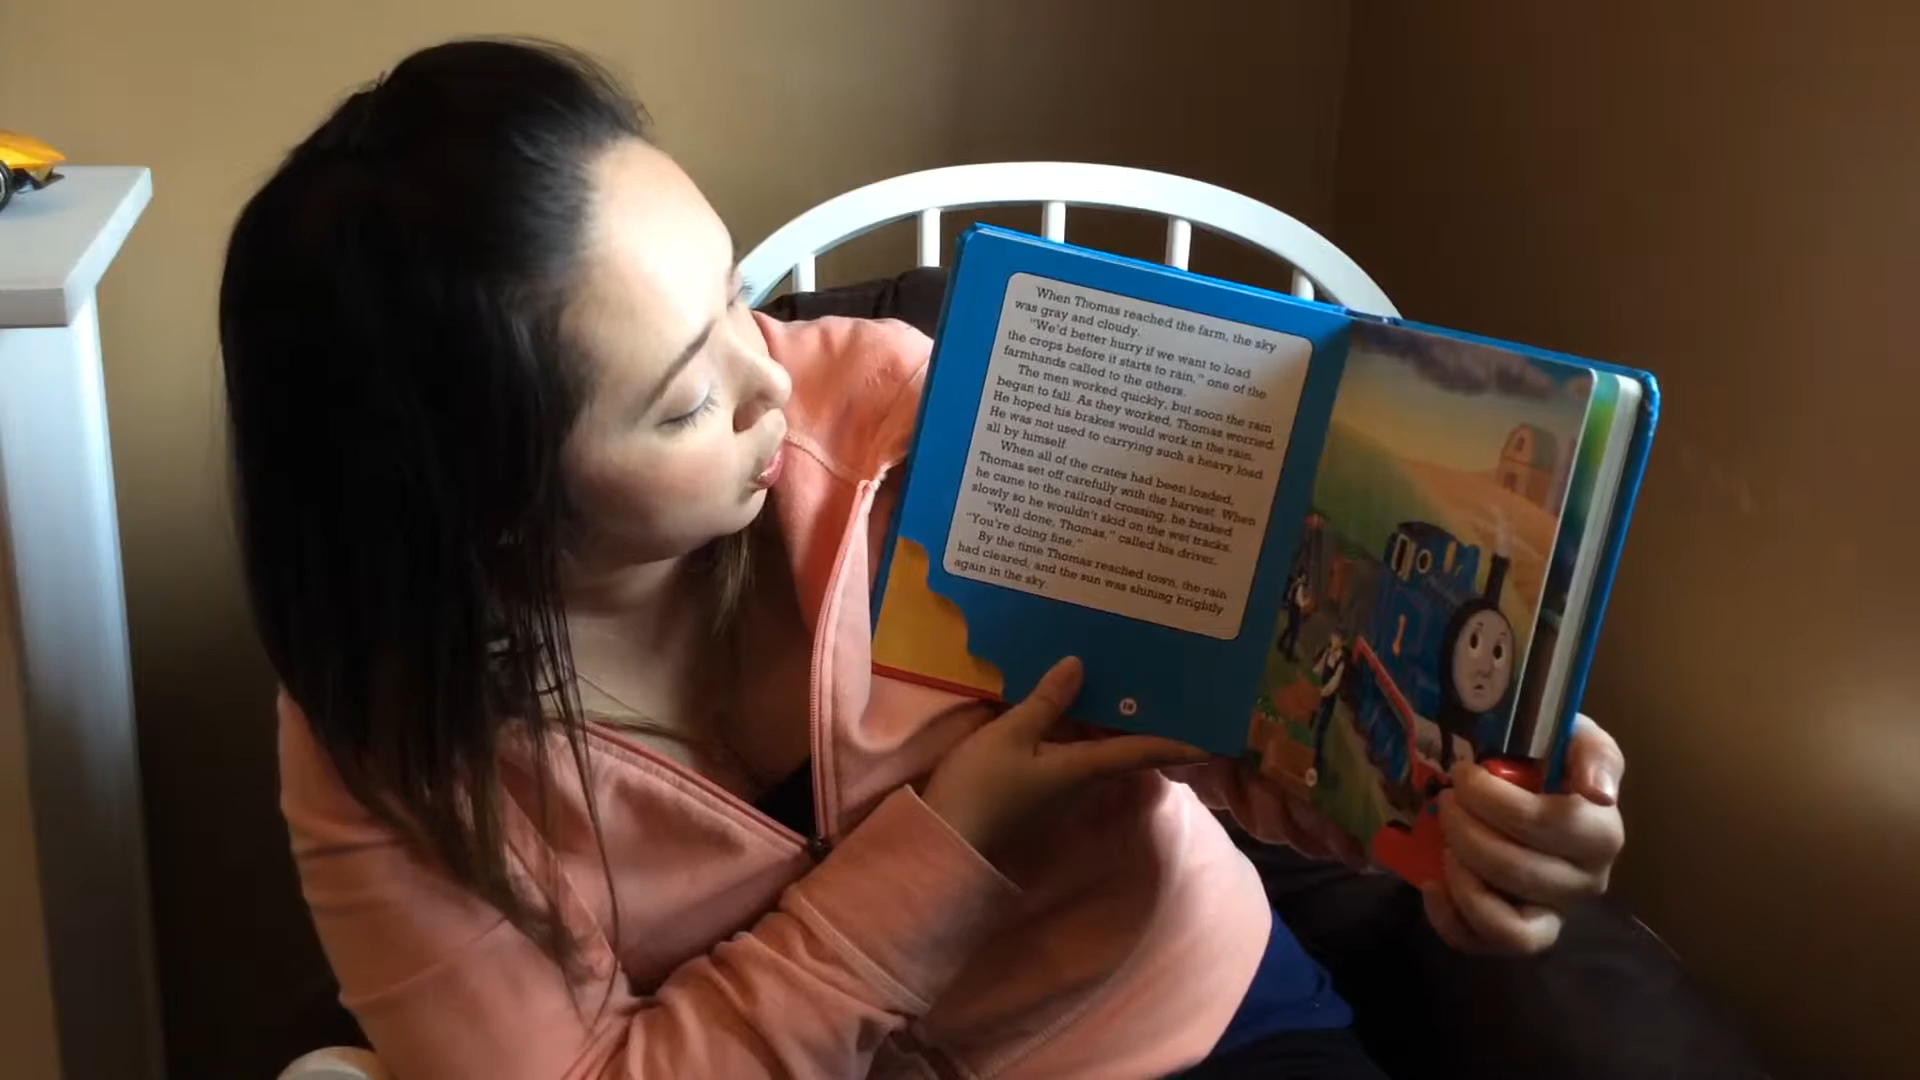 When Thomas reached the farm, the sky
was gray and cloudy.
"We'd better hurry if we want to load
the crops before it starts to rain," one of the
farmhands called to the others.
The men worked quickly, but soon the rain
began to fall. As they worked, Thomas worried.
He hoped his brakes would work in the rain.
He was not used to carrying such a heavy load
all by himself.
When all of the crates had been loaded,
Thomas set off carefully with the harvest. When
he came to the railroad crossing, he braked
slowly so he wouldn't skid on the wet tracks.
"Well done, Thomas," called his driver.
"You're doing fine."
By the time Thomas reached town, the rain
had cleared, and the sun was shining brightly
again in the sky.
18
1